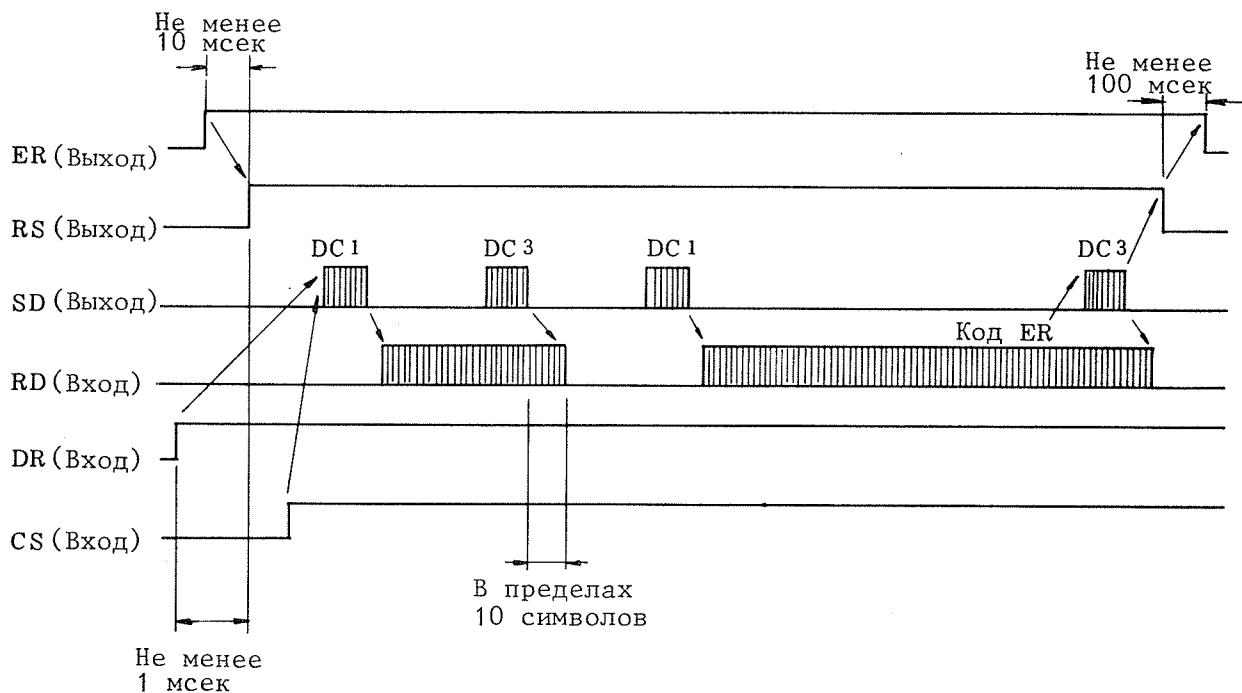 Не менее
10 мсек
Не менее
100 мсек
ER (Выход)
RS (Выход)
DC 1
DC 3
DC 1
DC 3
SD (Выход)
Код ER
RD (Вход)
DR (Вход)
CS (Вход)
В пределах
10 символов
Не менее
1 мсек